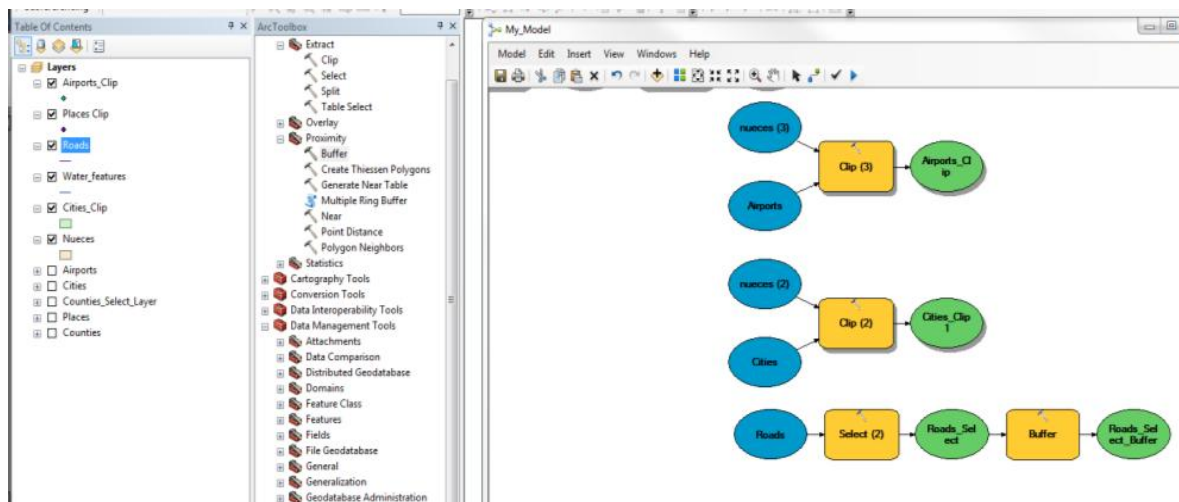 Table Of Contents
Layers
Airports_Clip
Places Clip
Roads
Water_features
Cities_Clip
Nueces
Airports
Cities
Counties_Select_Layer
Places
Counties
ArcToolbox
Extract
Clip
Select
Split
Table Select
Overlay
Proximity
Buffer
Create Thiessen Polygons
Generate Near Table
Multiple Ring Buffer
Near
Point Distance
Polygon Neighbors
Statistics
Cartography Tools
Conversion Tools
Data Interoperability Tools
Data Management Tools
Attachments
Data Comparison
Distributed Geodatabase
Domains
Feature Class
Features
Fields
File Geodatabase
General
Generalization
Geodatabase Administration
My_Model
Model Edit Insert View Windows Help
nueces (3)
Clip (3)
Airports_Cl
ip
Airports
nueces (2)
Clip (2)
Cities_Clip
1
Cities
Roads
Select (2)
Roads_Sel
ect
Buffer
Roads_Sel
ect_Buffer